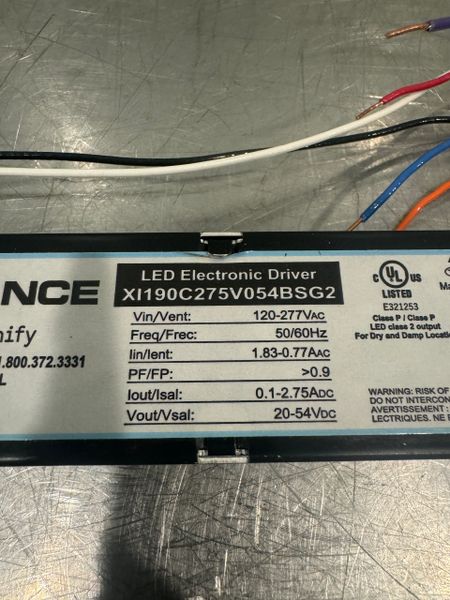 NCE
nify
1.800.372.3331
LED Electronic Driver
XI190C275V054BSG2
Vin/Vent: 120-277VAC
Freq/Frec: 50/60Hz
Iin/Ient: 1.83-0.77AAC
PF/FP: >0.9
Iout/Isal: 0.1-2.75ADC
Vout/Vsal: 20-54VDC
c UL US
LISTED
E321253
Class P / Class P
LED class 2 output
For Dry and Damp Locatio
WARNING: RISK OF
DO NOT INTERCON
AVERTISSEMENT :
LECTRIQUES. NE